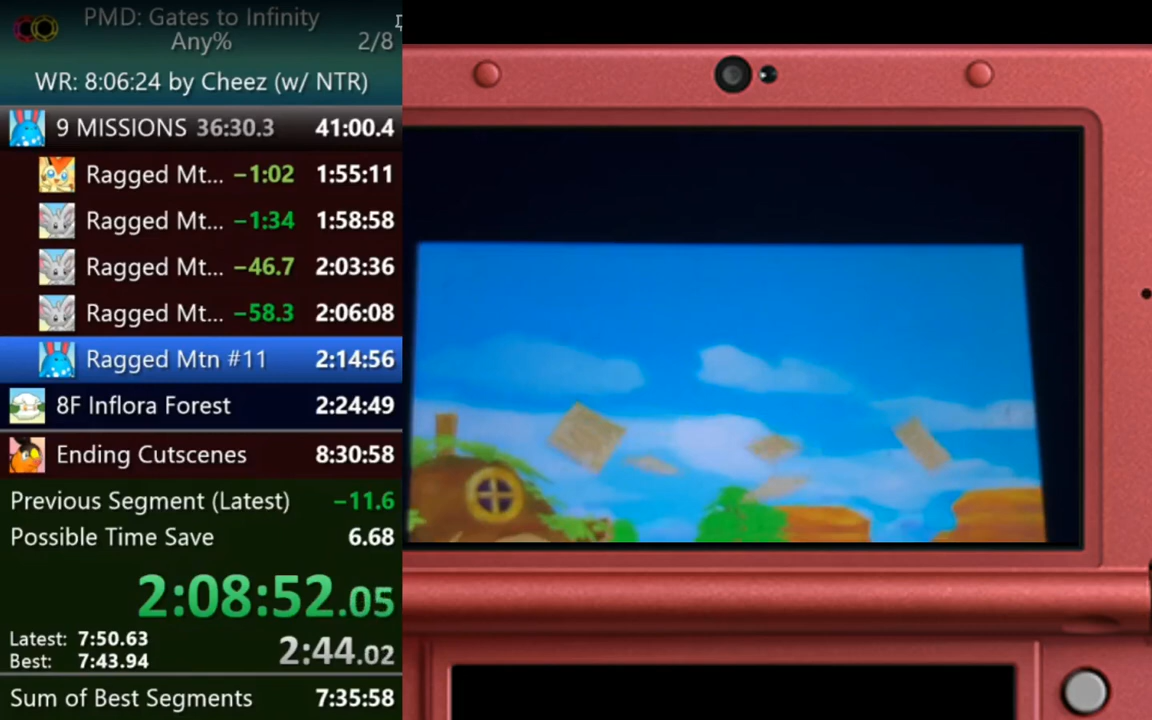 PMD: Gates to Infinity
Any% 2/8
WR: 8:06:24 by Cheez (w/ NTR)
9 MISSIONS 36:30.3 41:00.4
Ragged Mt... −1:02 1:55:11
Ragged Mt... −1:34 1:58:58
Ragged Mt... −46.7 2:03:36
Ragged Mt... −58.3 2:06:08
Ragged Mtn #11 2:14:56
8F Inflora Forest 2:24:49
Ending Cutscenes 8:30:58
Previous Segment (Latest) −11.6
Possible Time Save 6.68
2:08:52.05
Latest: 7:50.63
Best: 7:43.94 2:44.02
Sum of Best Segments 7:35:58